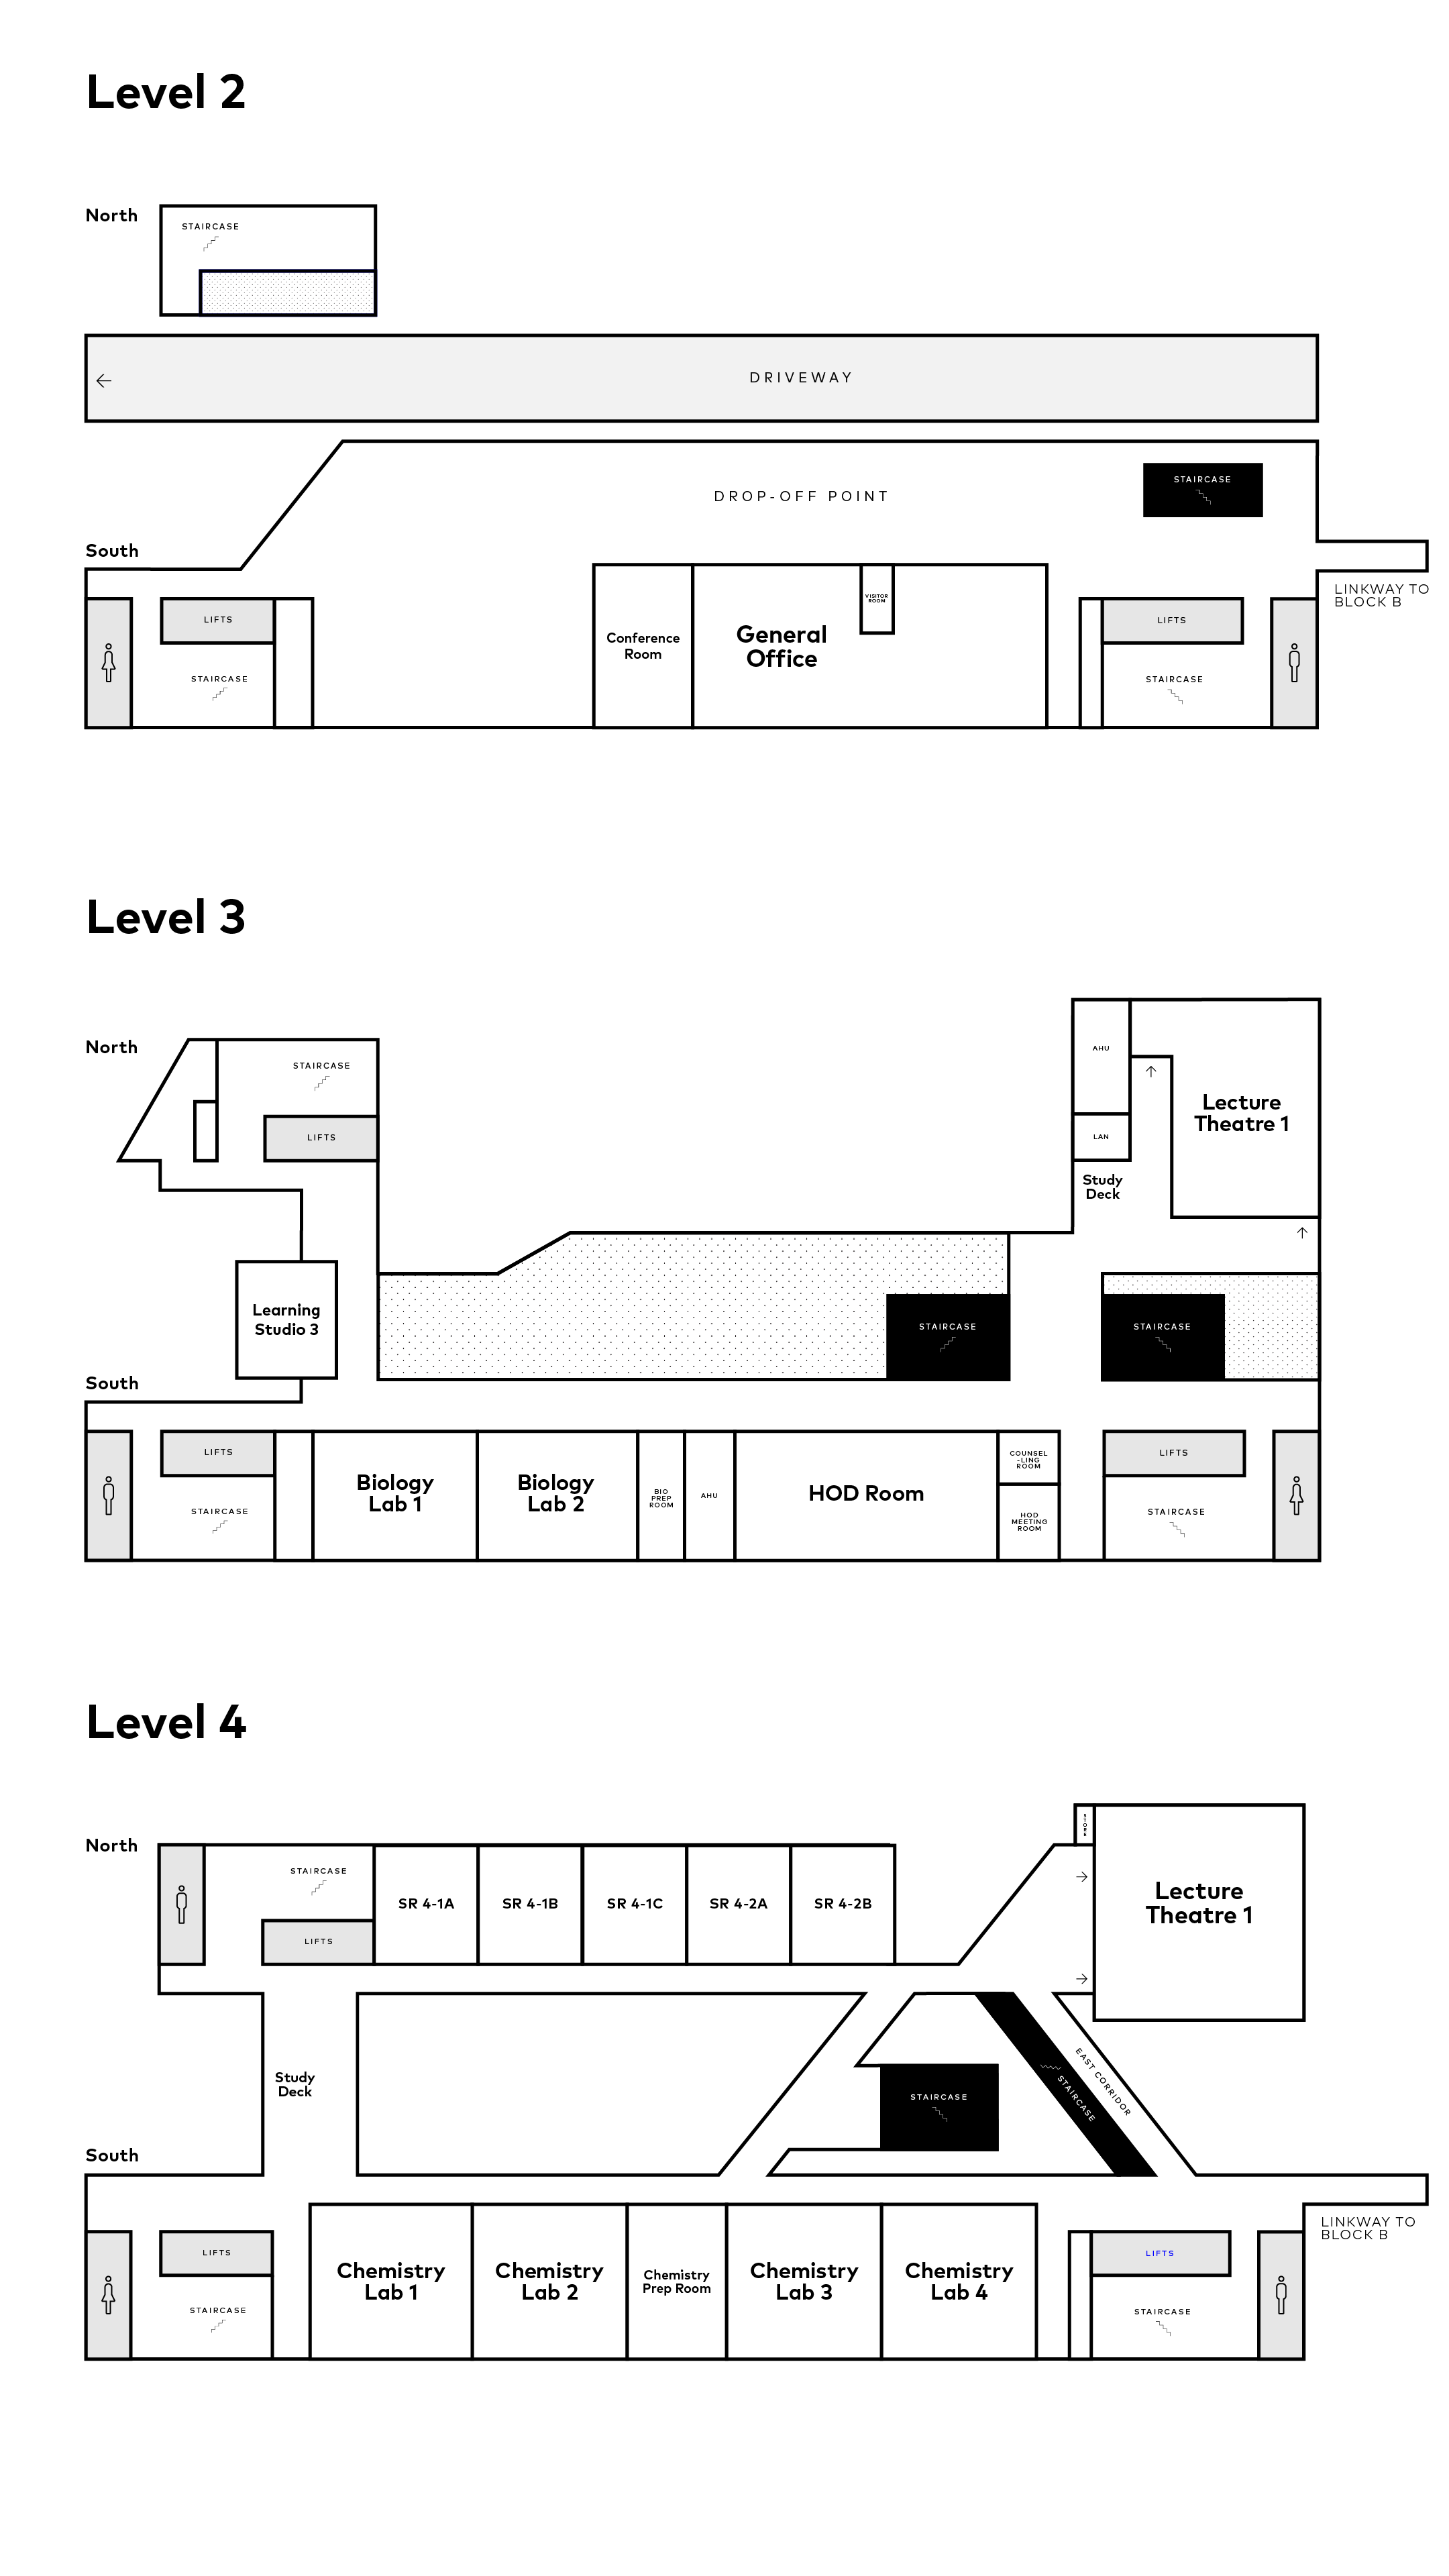 Level 2
North
STAIRCASE
DRIVEWAY
STAIRCASE
DROP-OFF POINT
South
LINKWAY TO
BLOCK B
VISITOR
ROOM
LIFTS
LIFTS
Conference
Room
General
Office
STAIRCASE
STAIRCASE
Level 3
North
AHU
STAIRCASE
Lecture
Theatre 1
LIFTS
LAN
Study
Deck
Learning
Studio 3
STAIRCASE
STAIRCASE
South
LIFTS
COUNSEL
-LING
ROOM
LIFTS
Biology
Lab 1
Biology
Lab 2
BIO
PREP
ROOM
AHU
HOD Room
STAIRCASE
HOD
MEETING
ROOM
STAIRCASE
Level 4
North
STORE
STAIRCASE
SR 4-1A
SR 4-1B
SR 4-1C
SR 4-2A
SR 4-2B
Lecture
Theatre 1
LIFTS
Study
Deck
STAIRCASE
STAIRCASE
EAST CORRIDOR
South
LINKWAY TO
BLOCK B
LIFTS
LIFTS
Chemistry
Lab 1
Chemistry
Lab 2
Chemistry
Prep Room
Chemistry
Lab 3
Chemistry
Lab 4
STAIRCASE
STAIRCASE